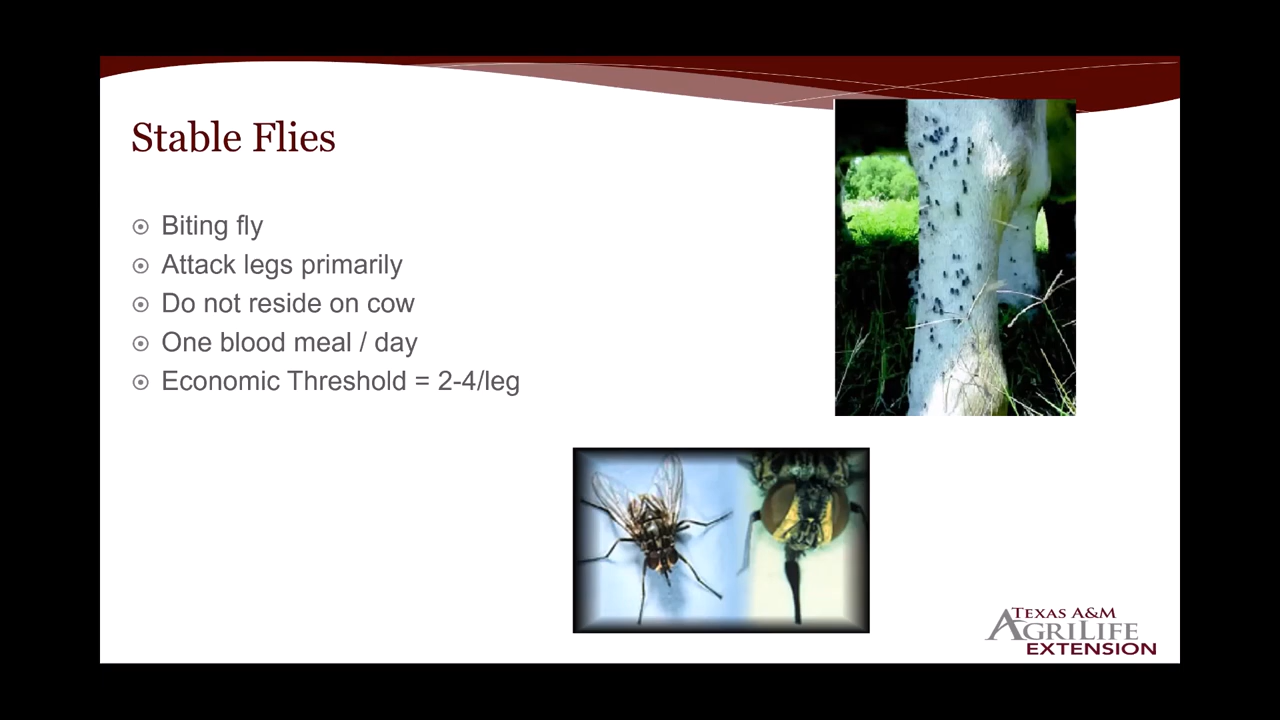 Stable Flies
Biting fly
Attack legs primarily
Do not reside on cow
One blood meal / day
Economic Threshold = 2-4/leg
TEXAS A&M
AGRILIFE
EXTENSION